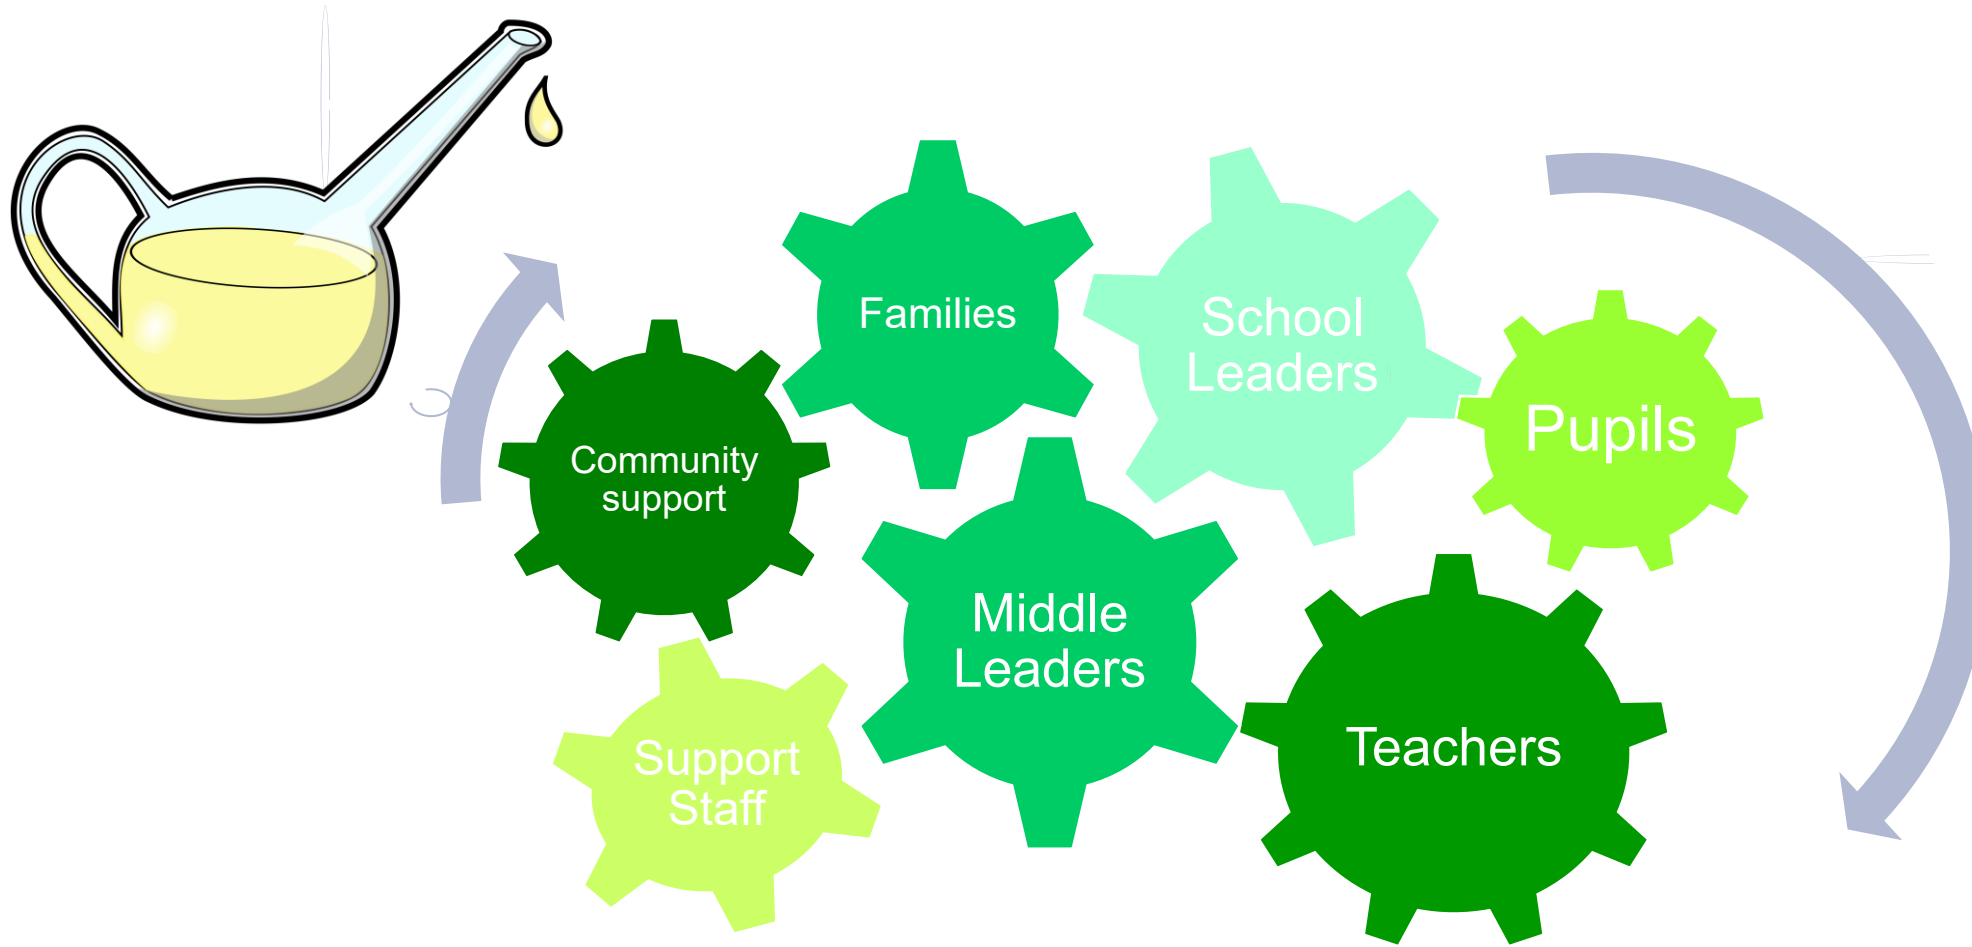 Families
School
Leaders
Pupils
Community
support
Middle
Leaders
Teachers
Support
Staff